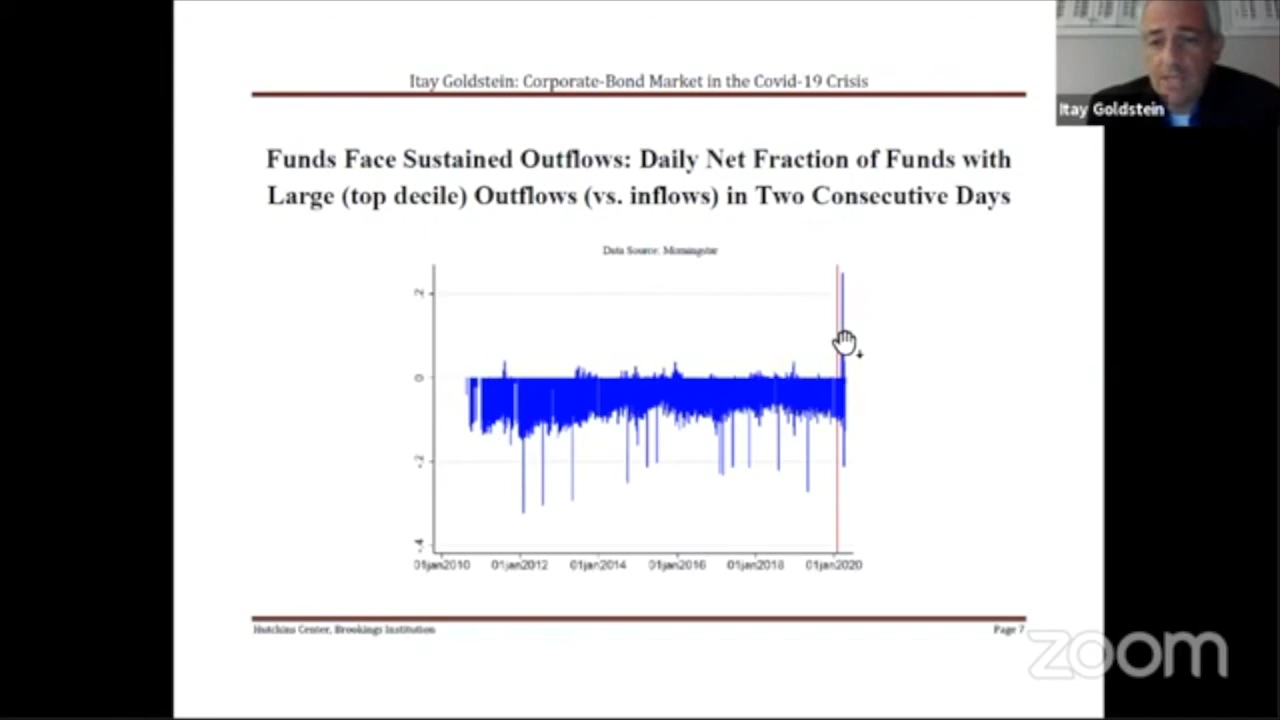 Itay Goldstein: Corporate-Bond Market in the Covid-19 Crisis
Itay Goldstein
Funds Face Sustained Outflows: Daily Net Fraction of Funds with
Large (top decile) Outflows (vs. inflows) in Two Consecutive Days
Data Source: Morningstar
.2
0
-.2
-.4
01jan2010 01jan2012 01jan2014 01jan2016 01jan2018 01jan2020
Hutchins Center, Brookings Institution
Page 7
zoom